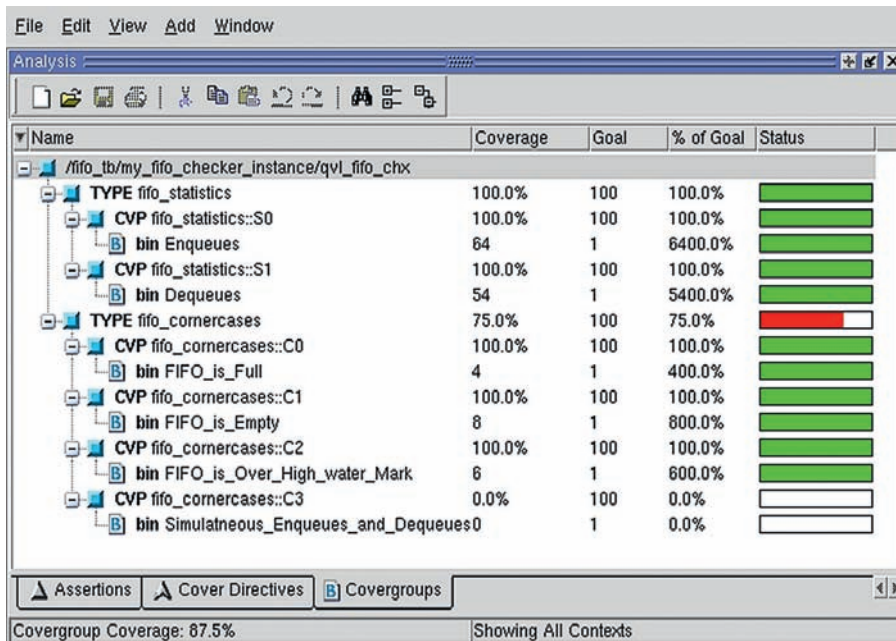 File Edit View Add Window
Analysis
Name Coverage Goal % of Goal Status
/fifo_tb/my_fifo_checker_instance/qvl_fifo_chx
TYPE fifo_statistics 100.0% 100 100.0%
CVP fifo_statistics::S0 100.0% 100 100.0%
B bin Enqueues 64 1 6400.0%
CVP fifo_statistics::S1 100.0% 100 100.0%
B bin Dequeues 54 1 5400.0%
TYPE fifo_cornercases 75.0% 100 75.0%
CVP fifo_cornercases::C0 100.0% 100 100.0%
B bin FIFO_is_Full 4 1 400.0%
CVP fifo_cornercases::C1 100.0% 100 100.0%
B bin FIFO_is_Empty 8 1 800.0%
CVP fifo_cornercases::C2 100.0% 100 100.0%
B bin FIFO_is_Over_High_water_Mark 6 1 600.0%
CVP fifo_cornercases::C3 0.0% 100 0.0%
B bin Simulatneous_Enqueues_and_Dequeues 0 1 0.0%
Assertions Cover Directives B Covergroups
Covergroup Coverage: 87.5% Showing All Contexts